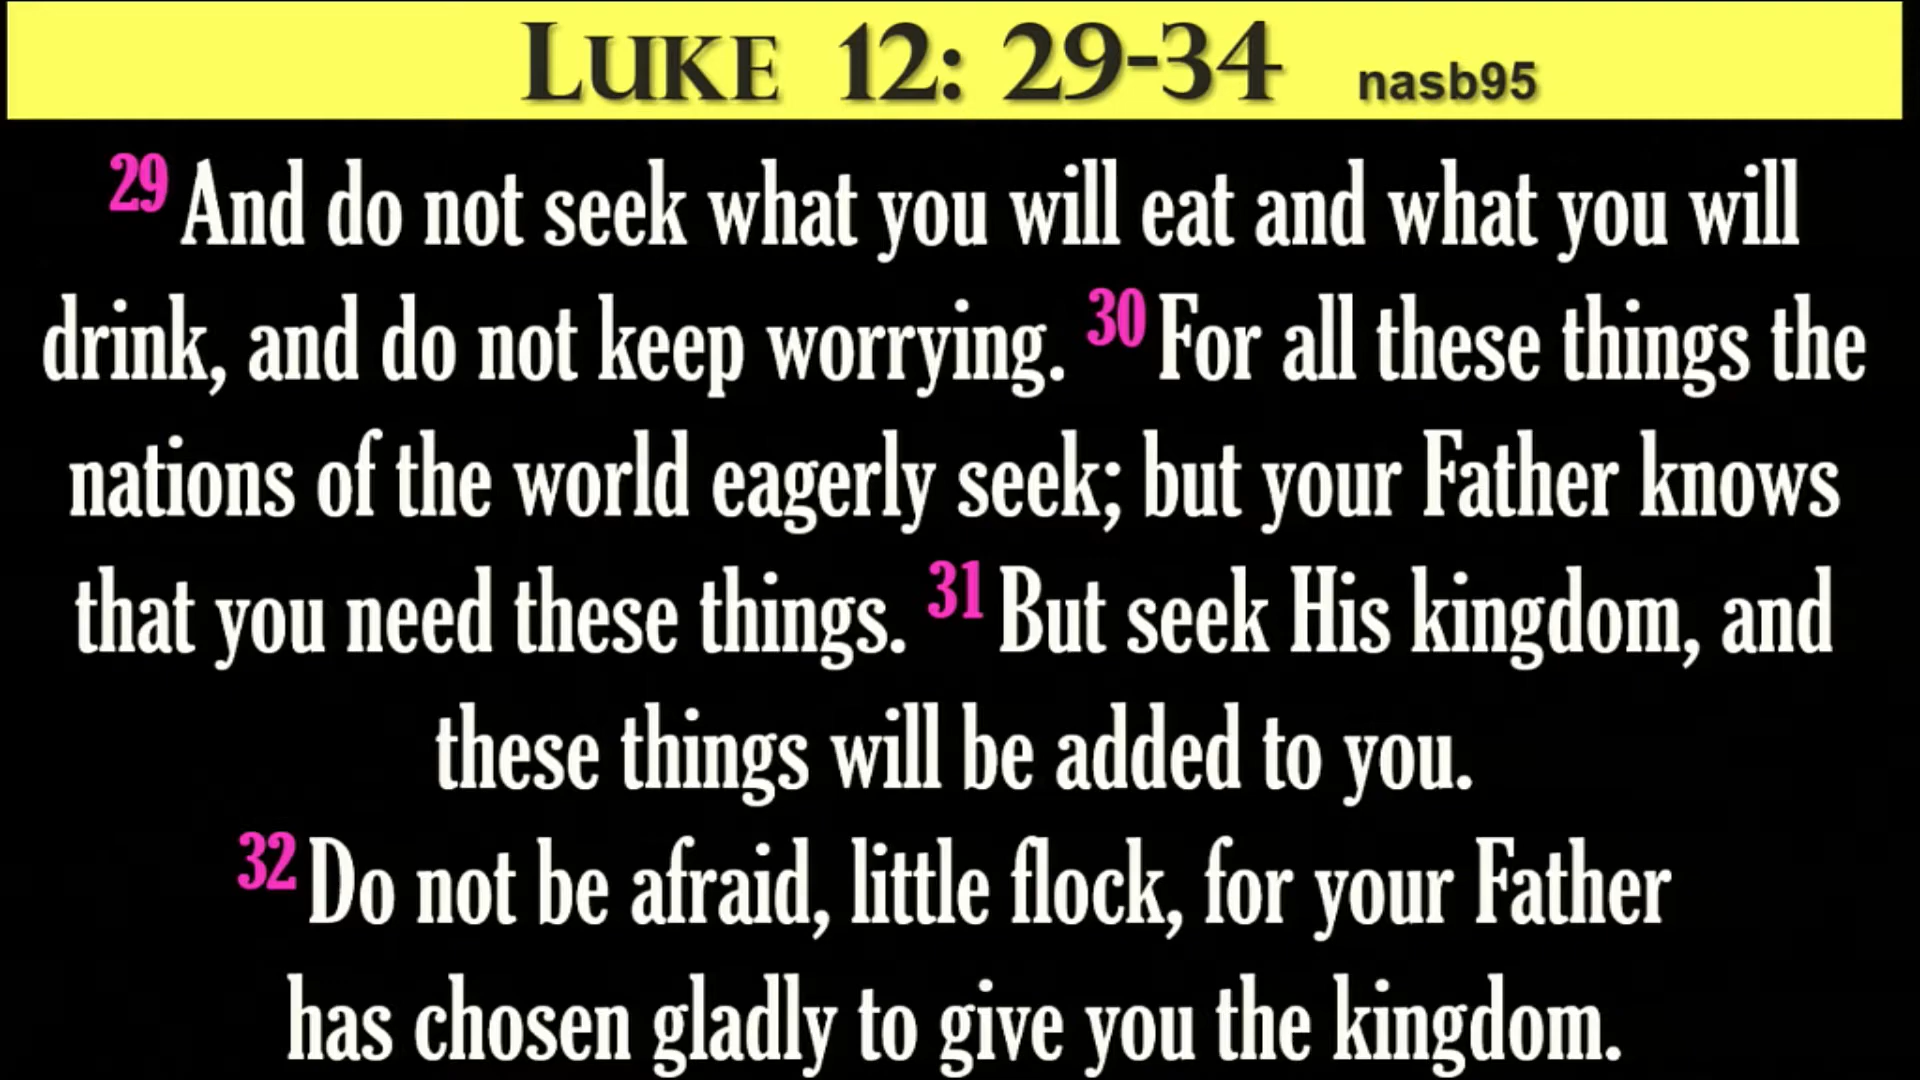 LUKE 12: 29-34 nasb95
29 And do not seek what you will eat and what you will
drink, and do not keep worrying. 30 For all these things the
nations of the world eagerly seek; but your Father knows
that you need these things. 31 But seek His kingdom, and
these things will be added to you.
32 Do not be afraid, little flock, for your Father
has chosen gladly to give you the kingdom.